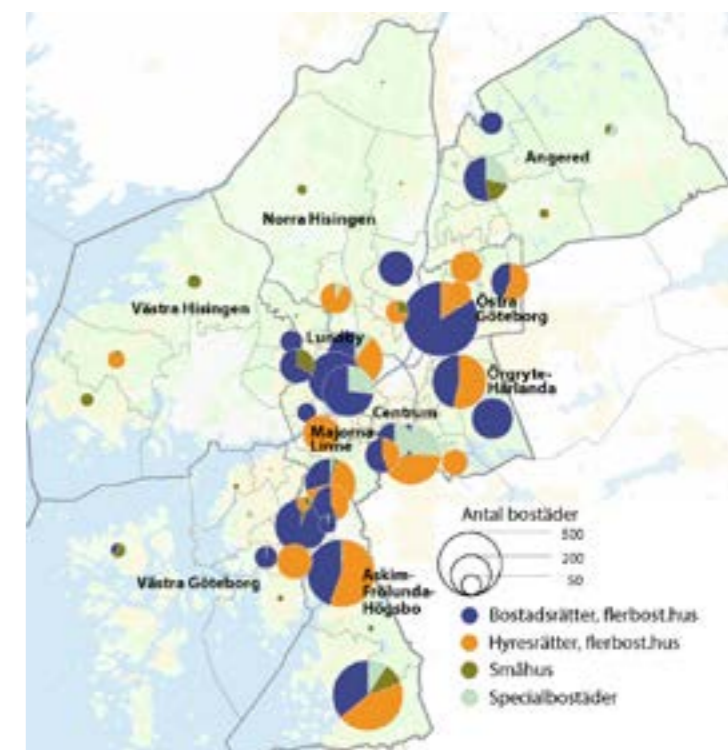 Angered
Norra Hisingen
Västra Hisingen
Östra
Göteborg
Lundby
Örgryte-
Härlanda
Centrum
Majorna-
Linne
Antal bostäder
500
200
50
Västra Göteborg
Askim-
Frölunda-
Högsbo
Bostadsrätter, flerbost.hus
Hyresrätter, flerbost.hus
Småhus
Specialbostäder